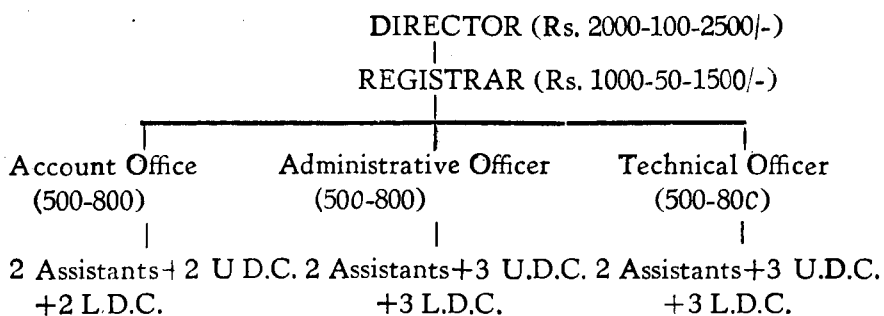 DIRECTOR (Rs. 2000-100-2500/-)
REGISTRAR (Rs. 1000-50-1500/-)
Account Office Administrative Officer Technical Officer
(500-800) (500-800) (500-80C)
2 Assistants+ 2 U D.C. 2 Assistants+3 U.D.C. 2 Assistants+3 U.D.C.
+2 L.D.C. +3 L.D.C. +3 L.D.C.